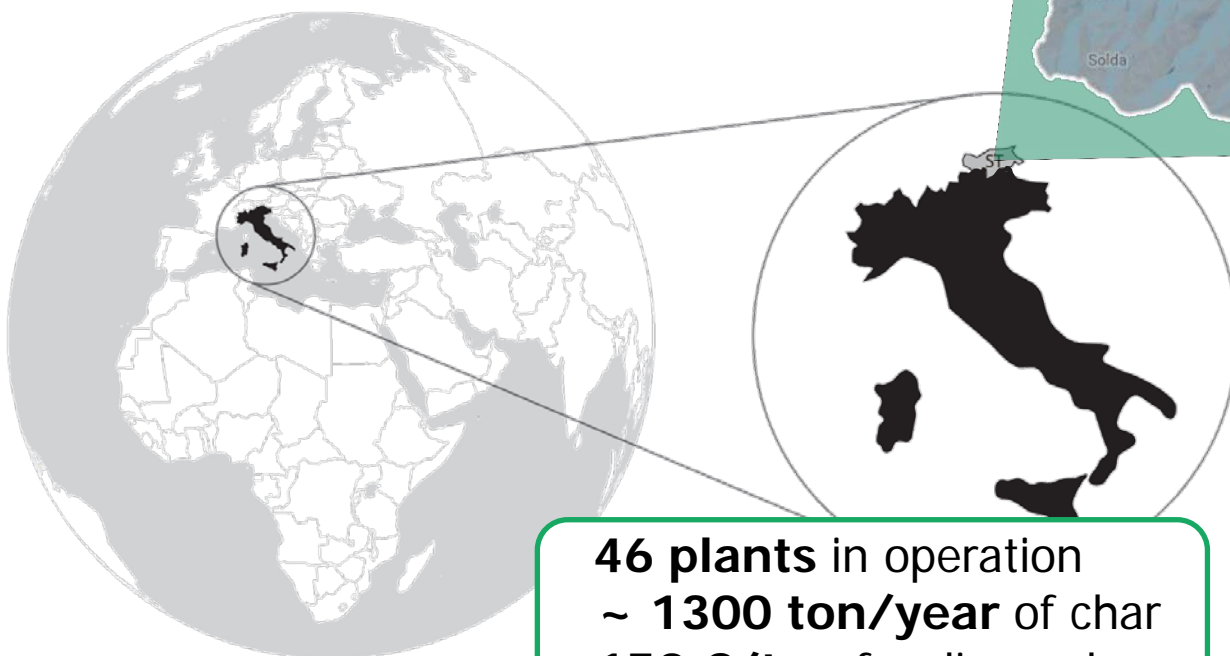 Solda
ST
46 plants in operation
~ 1300 ton/year of char